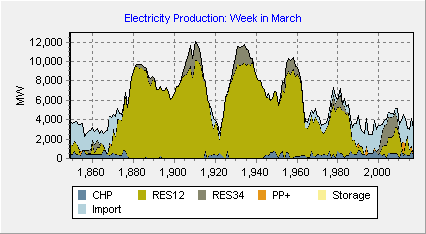 Electricity Production: Week in March
12,000
10,000
8,000
6,000
4,000
2,000
0
MW
1,860 1,880 1,900 1,920 1,940 1,960 1,980 2,000
CHP RES12 RES34 PP+ Storage
Import